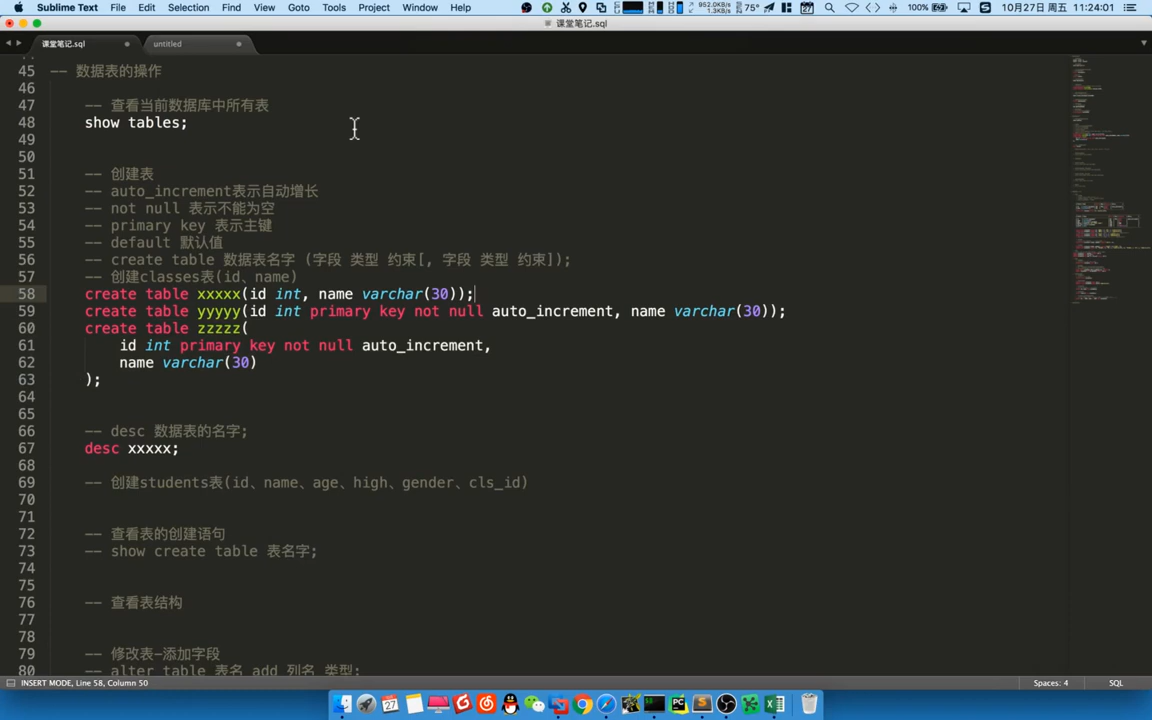 Sublime Text File Edit Selection Find View Goto Tools Project Window Help 75° 100% 10月27日 周五 11:24:01
课堂笔记.sql
课堂笔记.sql untitled
45 -- 数据表的操作
46
47 -- 查看当前数据库中所有表
48 show tables;
49
50
51 -- 创建表
52 -- auto_increment表示自动增长
53 -- not null 表示不能为空
54 -- primary key 表示主键
55 -- default 默认值
56 -- create table 数据表名字 (字段 类型 约束[, 字段 类型 约束]);
57 -- 创建classes表(id、name)
58 create table xxxxx(id int, name varchar(30));
59 create table yyyyy(id int primary key not null auto_increment, name varchar(30));
60 create table zzzzz(
61 id int primary key not null auto_increment,
62 name varchar(30)
63 );
64
65
66 -- desc 数据表的名字;
67 desc xxxxx;
68
69 -- 创建students表(id、name、age、high、gender、cls_id)
70
71
72 -- 查看表的创建语句
73 -- show create table 表名字;
74
75
76 -- 查看表结构
77
78
79 -- 修改表-添加字段
80 -- alter table 表名 add 列名 类型;
INSERT MODE, Line 58, Column 50 Spaces: 4 SQL